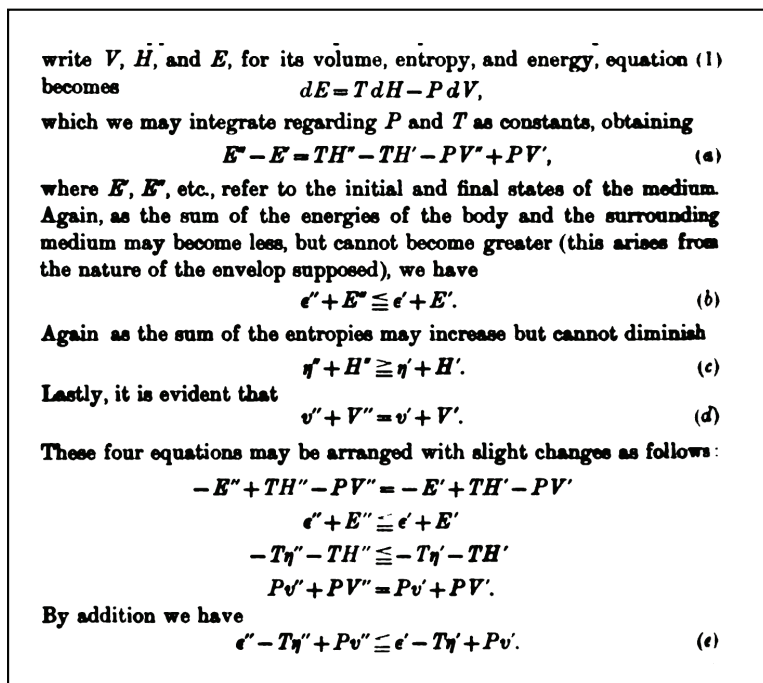 write V, H, and E, for its volume, entropy, and energy, equation (1)
becomes dE = T dH − P dV,
which we may integrate regarding P and T as constants, obtaining
E″ − E′ = TH″ − TH′ − PV″ + PV′, (a)
where E′, E″, etc., refer to the initial and final states of the medium.
Again, as the sum of the energies of the body and the surrounding
medium may become less, but cannot become greater (this arises from
the nature of the envelop supposed), we have
ϵ″ + E″ ≦ ϵ′ + E′. (b)
Again as the sum of the entropies may increase but cannot diminish
η″ + H″ ≧ η′ + H′. (c)
Lastly, it is evident that
v″ + V″ = v′ + V′. (d)
These four equations may be arranged with slight changes as follows:
−E″ + TH″ − PV″ = −E′ + TH′ − PV′
ϵ″ + E″ ≦ ϵ′ + E′
−Tη″ − TH″ ≦ −Tη′ − TH′
Pv″ + PV″ = Pv′ + PV′.
By addition we have
ϵ″ − Tη″ + Pv″ ≦ ϵ′ − Tη′ + Pv′. (e)